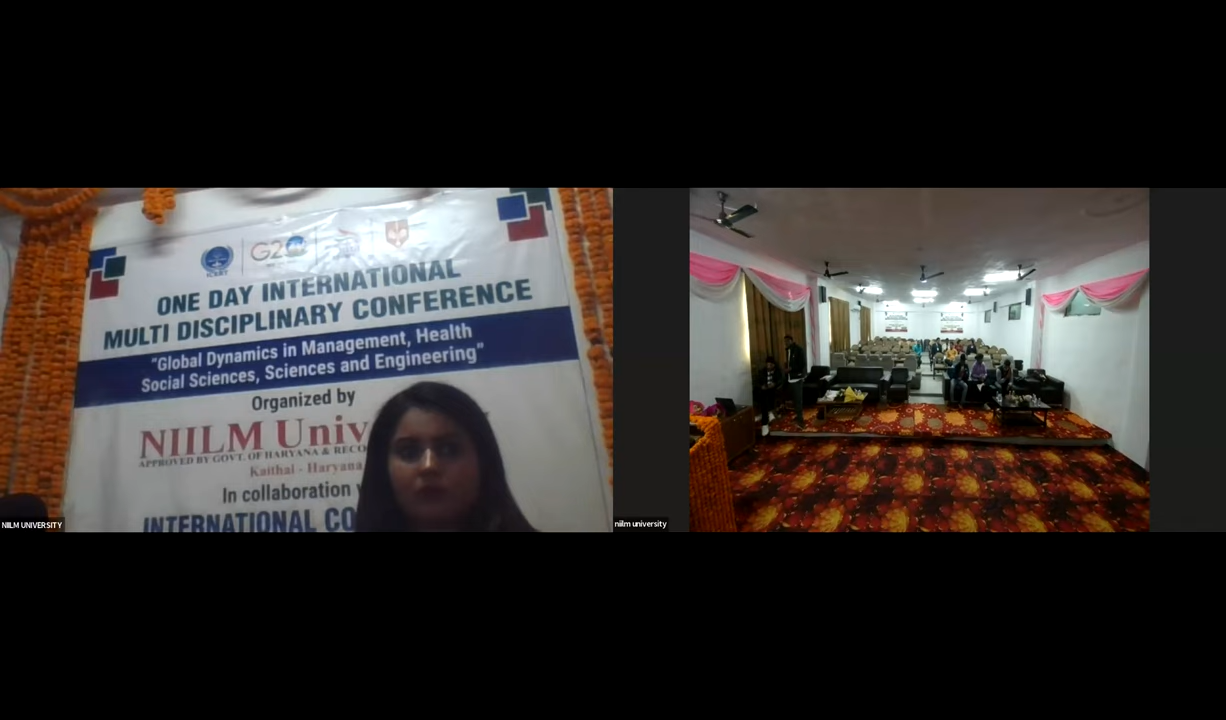 G20
ONE DAY INTERNATIONAL
MULTI DISCIPLINARY CONFERENCE
"Global Dynamics in Management, Health
Social Sciences, Sciences and Engineering"
Organized by
NIILM Univ
APPROVED BY GOVT. OF HARYANA & RECO
Kaithal - Haryana
In collaboration
INTERNATIONAL CO
NIILM UNIVERSITY
niilm university